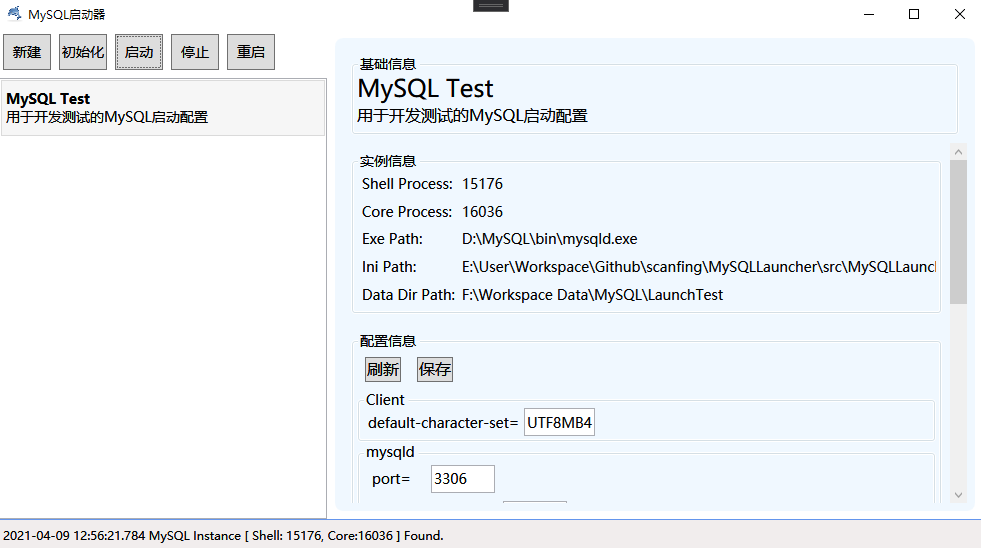 MySQL启动器
新建 初始化 启动 停止 重启
MySQL Test
用于开发测试的MySQL启动配置
基础信息
MySQL Test
用于开发测试的MySQL启动配置
实例信息
Shell Process: 15176
Core Process: 16036
Exe Path: D:\MySQL\bin\mysqld.exe
Ini Path: E:\User\Workspace\Github\scanfing\MySQLLauncher\src\MySQLLaunc
Data Dir Path: F:\Workspace Data\MySQL\LaunchTest
配置信息
刷新 保存
Client
default-character-set= UTF8MB4
mysqld
port= 3306
2021-04-09 12:56:21.784 MySQL Instance [ Shell: 15176, Core:16036 ] Found.